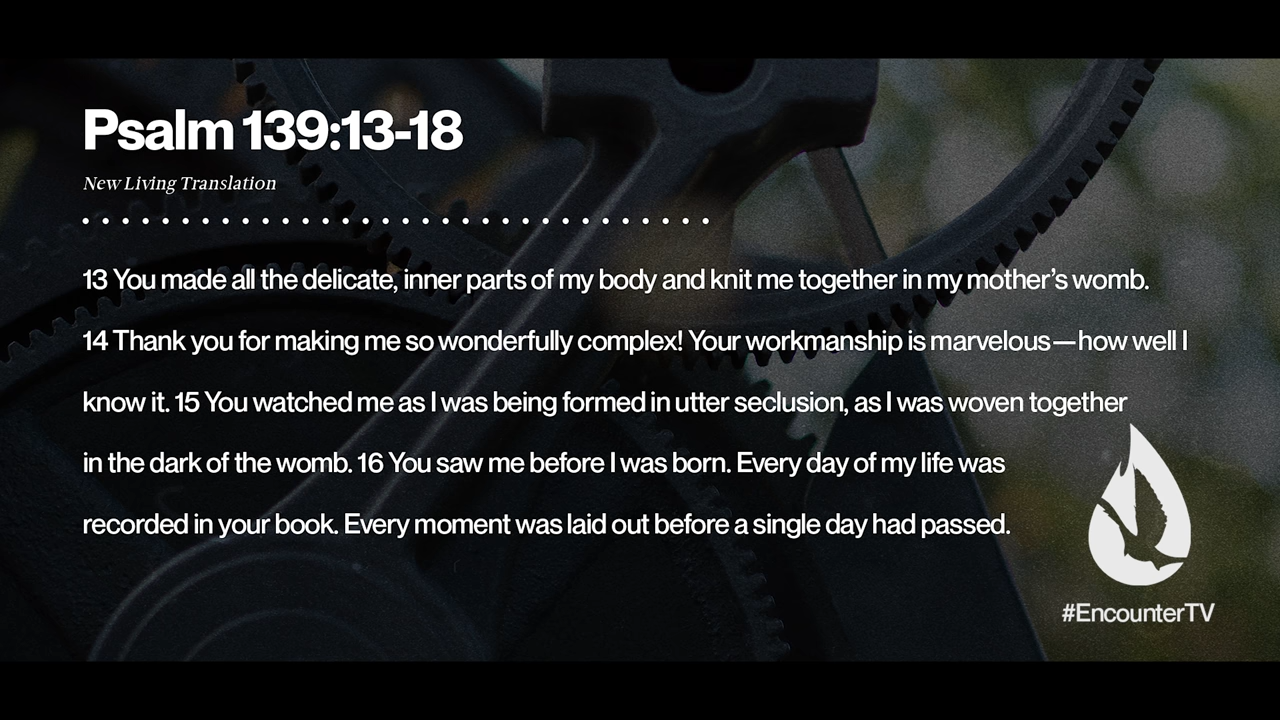 Psalm 139:13-18
New Living Translation
13 You made all the delicate, inner parts of my body and knit me together in my mother’s womb.
14 Thank you for making me so wonderfully complex! Your workmanship is marvelous—how well I
know it. 15 You watched me as I was being formed in utter seclusion, as I was woven together
in the dark of the womb. 16 You saw me before I was born. Every day of my life was
recorded in your book. Every moment was laid out before a single day had passed.
#EncounterTV